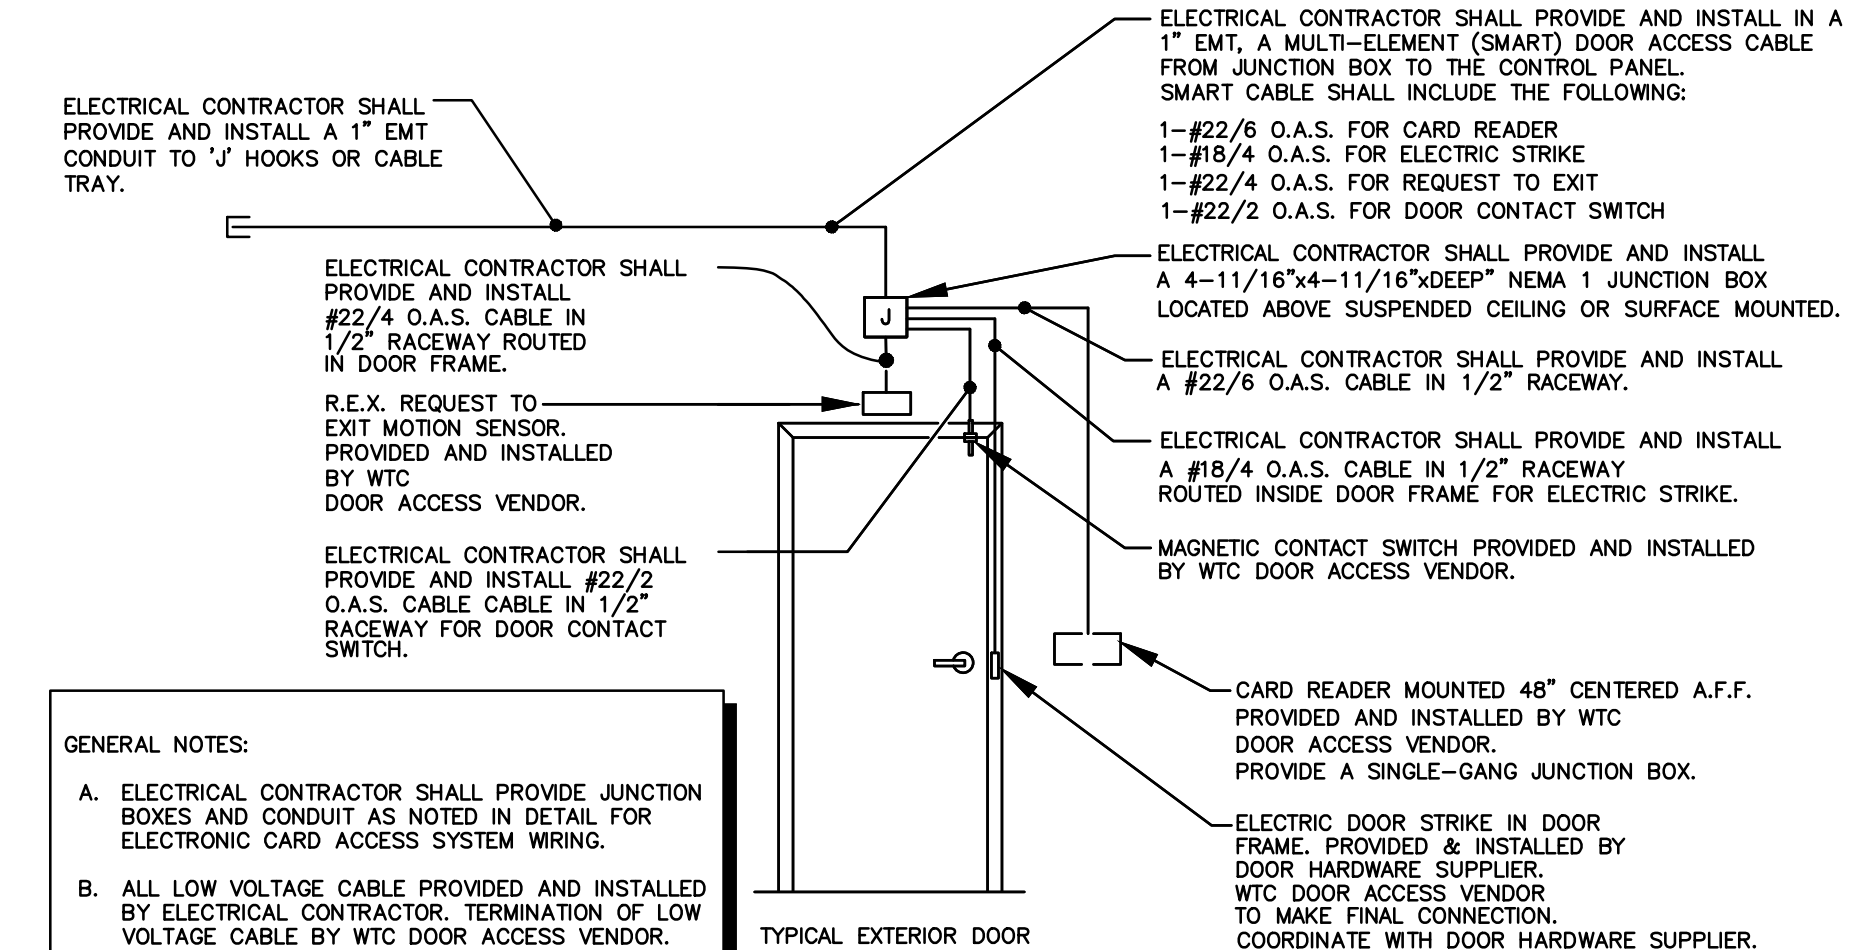 ELECTRICAL CONTRACTOR SHALL
PROVIDE AND INSTALL A 1" EMT
CONDUIT TO 'J' HOOKS OR CABLE
TRAY.
ELECTRICAL CONTRACTOR SHALL PROVIDE AND INSTALL IN A
1" EMT, A MULTI-ELEMENT (SMART) DOOR ACCESS CABLE
FROM JUNCTION BOX TO THE CONTROL PANEL.
SMART CABLE SHALL INCLUDE THE FOLLOWING:
1-#22/6 O.A.S. FOR CARD READER
1-#18/4 O.A.S. FOR ELECTRIC STRIKE
1-#22/4 O.A.S. FOR REQUEST TO EXIT
1-#22/2 O.A.S. FOR DOOR CONTACT SWITCH
ELECTRICAL CONTRACTOR SHALL PROVIDE AND INSTALL
A 4-11/16"x4-11/16"xDEEP" NEMA 1 JUNCTION BOX
LOCATED ABOVE SUSPENDED CEILING OR SURFACE MOUNTED.
ELECTRICAL CONTRACTOR SHALL
PROVIDE AND INSTALL
#22/4 O.A.S. CABLE IN
1/2" RACEWAY ROUTED
IN DOOR FRAME.
J
ELECTRICAL CONTRACTOR SHALL PROVIDE AND INSTALL
A #22/6 O.A.S. CABLE IN 1/2" RACEWAY.
R.E.X. REQUEST TO
EXIT MOTION SENSOR.
PROVIDED AND INSTALLED
BY WTC
DOOR ACCESS VENDOR.
ELECTRICAL CONTRACTOR SHALL PROVIDE AND INSTALL
A #18/4 O.A.S. CABLE IN 1/2" RACEWAY
ROUTED INSIDE DOOR FRAME FOR ELECTRIC STRIKE.
ELECTRICAL CONTRACTOR SHALL
PROVIDE AND INSTALL #22/2
O.A.S. CABLE CABLE IN 1/2"
RACEWAY FOR DOOR CONTACT
SWITCH.
MAGNETIC CONTACT SWITCH PROVIDED AND INSTALLED
BY WTC DOOR ACCESS VENDOR.
CARD READER MOUNTED 48" CENTERED A.F.F.
PROVIDED AND INSTALLED BY WTC
DOOR ACCESS VENDOR.
PROVIDE A SINGLE-GANG JUNCTION BOX.
ELECTRIC DOOR STRIKE IN DOOR
FRAME. PROVIDED & INSTALLED BY
DOOR HARDWARE SUPPLIER.
WTC DOOR ACCESS VENDOR
TO MAKE FINAL CONNECTION.
COORDINATE WITH DOOR HARDWARE SUPPLIER.
GENERAL NOTES:
A. ELECTRICAL CONTRACTOR SHALL PROVIDE JUNCTION
BOXES AND CONDUIT AS NOTED IN DETAIL FOR
ELECTRONIC CARD ACCESS SYSTEM WIRING.
B. ALL LOW VOLTAGE CABLE PROVIDED AND INSTALLED
BY ELECTRICAL CONTRACTOR. TERMINATION OF LOW
VOLTAGE CABLE BY WTC DOOR ACCESS VENDOR.
TYPICAL EXTERIOR DOOR